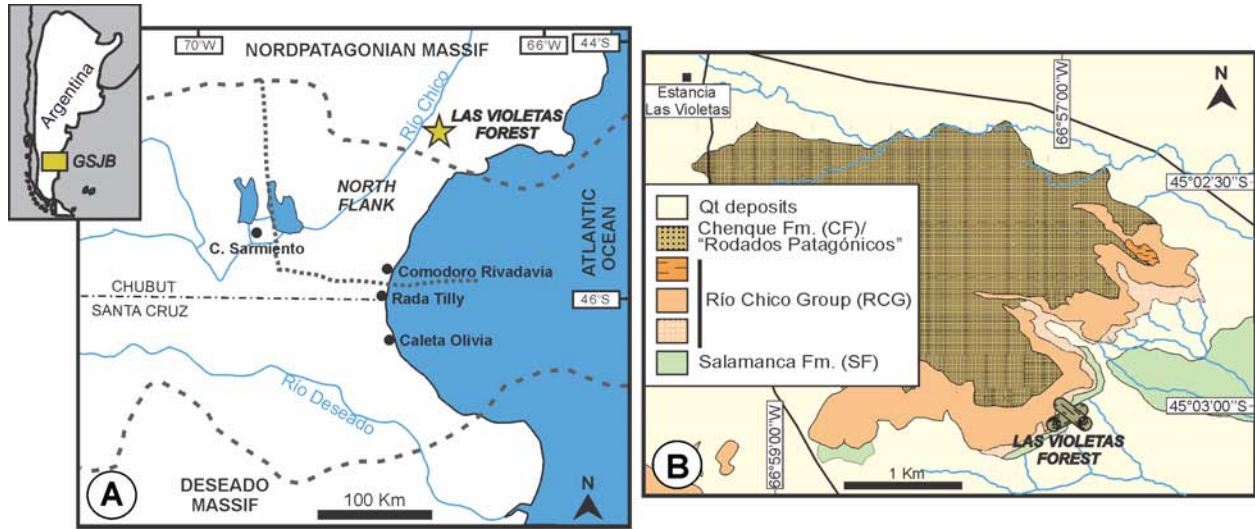 Argentina
GSJB
70°W
66°W
44°S
NORDPATAGONIAN MASSIF
Río Chico
LAS VIOLETAS
FOREST
NORTH
FLANK
C. Sarmiento
ATLANTIC
OCEAN
Comodoro Rivadavia
CHUBUT
SANTA CRUZ
Rada Tilly
46°S
Caleta Olivia
Río Deseado
DESEADO
MASSIF
A
100 Km
N
Estancia
Las Violetas
66°57'00''W
N
45°02'30''S
Qt deposits
Chenque Fm. (CF)/
"Rodados Patagónicos"
Río Chico Group (RCG)
Salamanca Fm. (SF)
45°03'00''S
66°59'00''W
LAS VIOLETAS
FOREST
B
1 Km